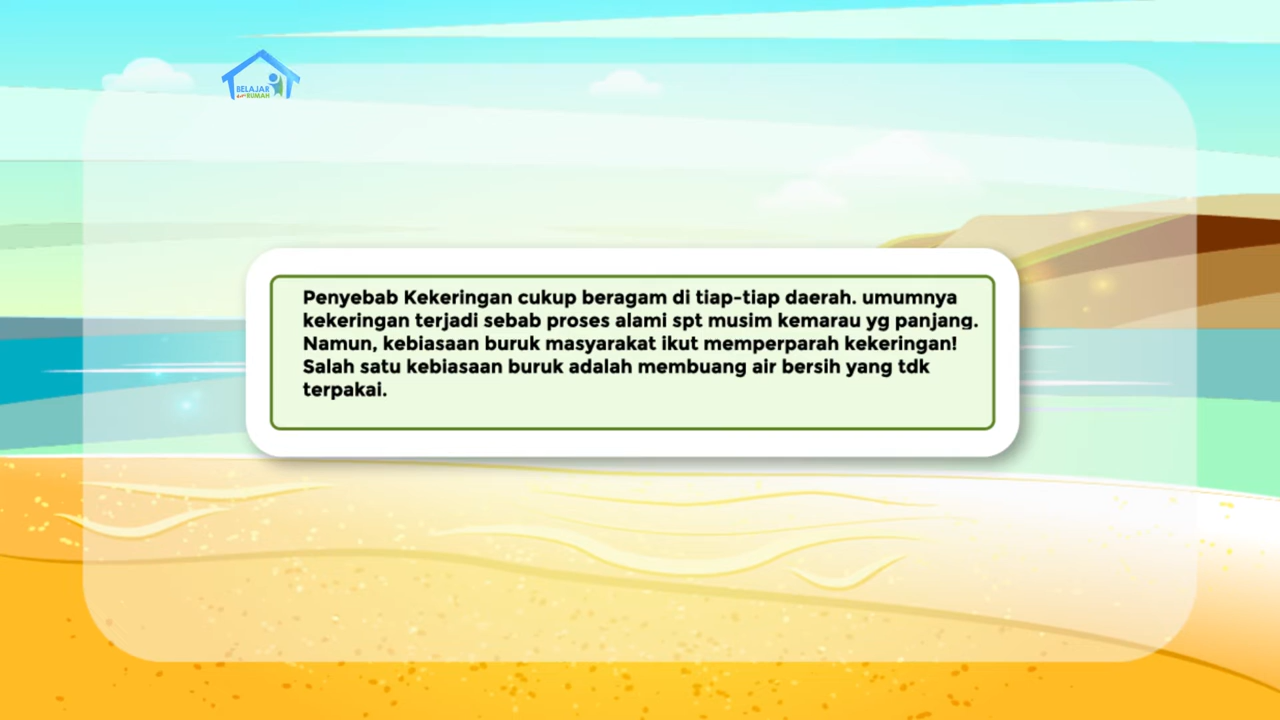 BELAJAR
dari RUMAH
Penyebab Kekeringan cukup beragam di tiap-tiap daerah. umumnya
kekeringan terjadi sebab proses alami spt musim kemarau yg panjang.
Namun, kebiasaan buruk masyarakat ikut memperparah kekeringan!
Salah satu kebiasaan buruk adalah membuang air bersih yang tdk
terpakai.